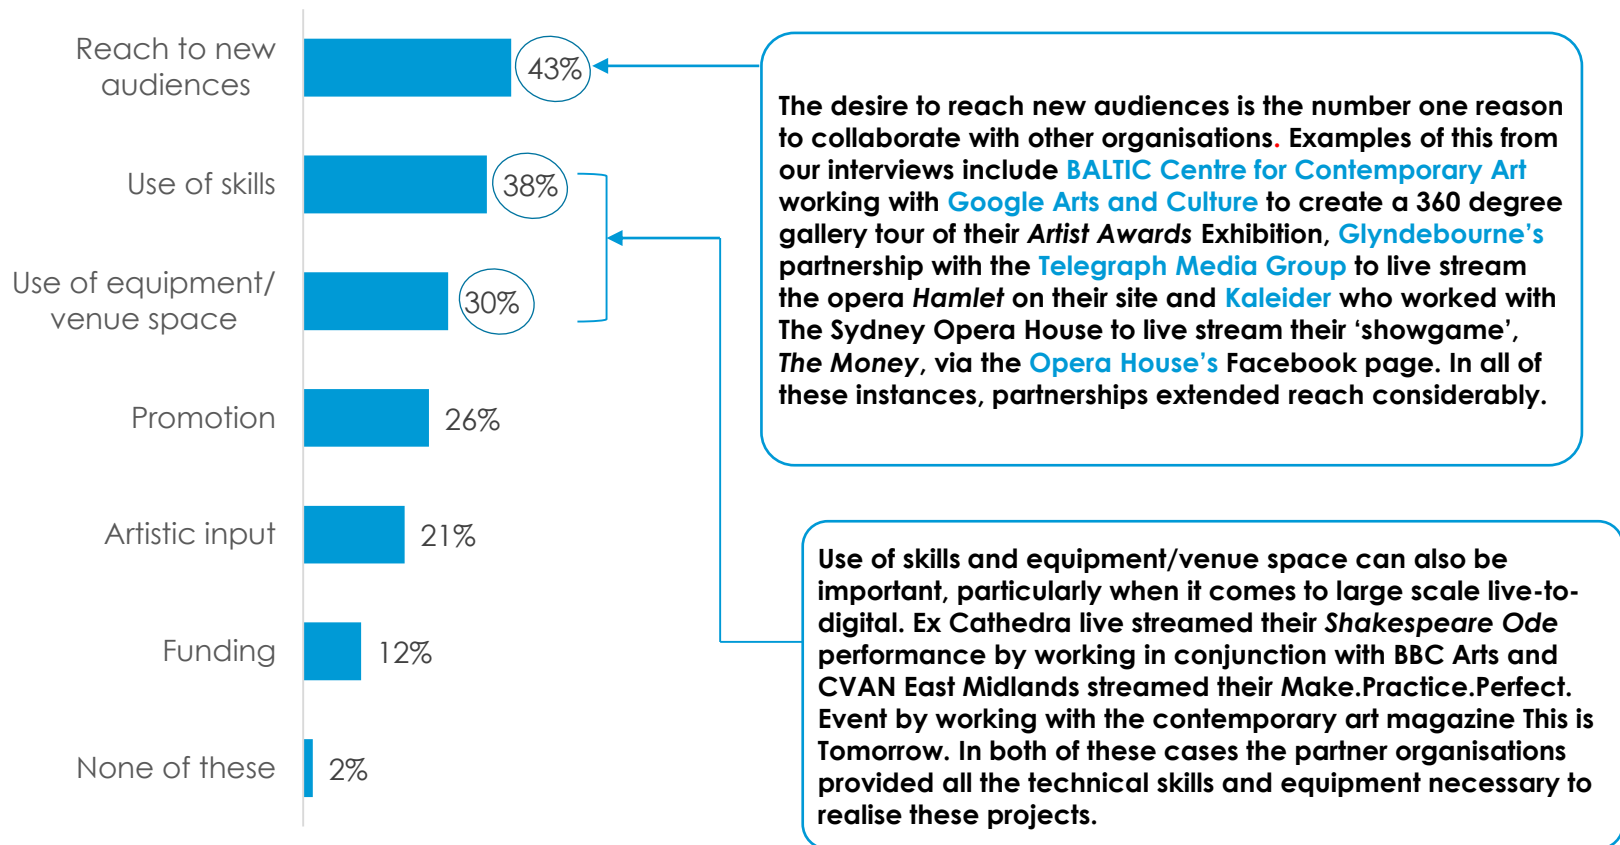 Reach to new
audiences
43%
Use of skills
38%
Use of equipment/
venue space
30%
Promotion
26%
Artistic input
21%
Funding
12%
None of these
2%
The desire to reach new audiences is the number one reason
to collaborate with other organisations. Examples of this from
our interviews include BALTIC Centre for Contemporary Art
working with Google Arts and Culture to create a 360 degree
gallery tour of their Artist Awards Exhibition, Glyndebourne’s
partnership with the Telegraph Media Group to live stream
the opera Hamlet on their site and Kaleider who worked with
The Sydney Opera House to live stream their ‘showgame’,
The Money, via the Opera House’s Facebook page. In all of
these instances, partnerships extended reach considerably.
Use of skills and equipment/venue space can also be
important, particularly when it comes to large scale live-to-
digital. Ex Cathedra live streamed their Shakespeare Ode
performance by working in conjunction with BBC Arts and
CVAN East Midlands streamed their Make.Practice.Perfect.
Event by working with the contemporary art magazine This is
Tomorrow. In both of these cases the partner organisations
provided all the technical skills and equipment necessary to
realise these projects.